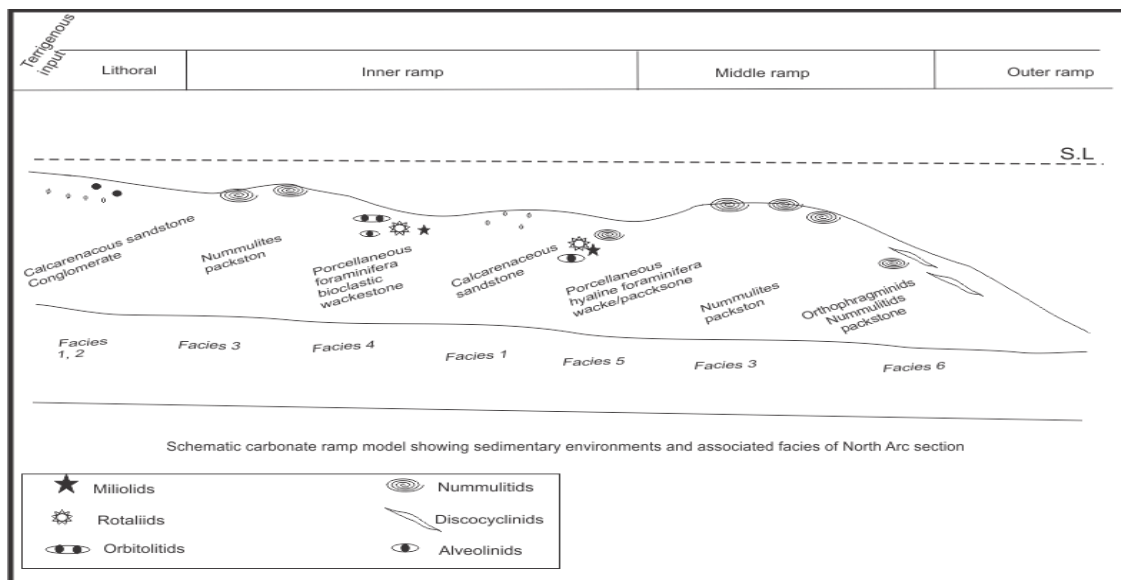 Terrigenous
input
Lithoral
Inner ramp
Middle ramp
Outer ramp
S.L
Calcarenacous sandstone
Conglomerate
Nummulites
packston
Porcellaneous
foraminifera
bioclastic
wackestone
Calcarenaceous
sandstone
Porcellaneous
hyaline foraminifera
wacke/paccksone
Nummulites
packston
Orthophragminids
Nummulitids
packstone
Facies
1, 2
Facies 3
Facies 4
Facies 1
Facies 5
Facies 3
Facies 6
Schematic carbonate ramp model showing sedimentary environments and associated facies of North Arc section
Miliolids
Nummulitids
Rotaliids
Discocyclinids
Orbitolitids
Alveolinids